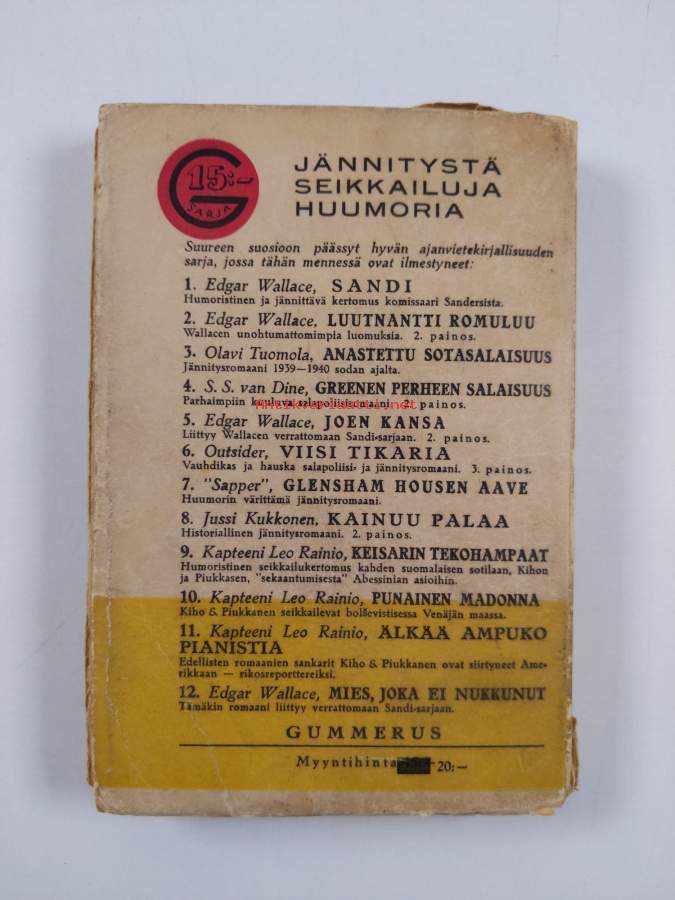 15:-
G
SARJA
JÄNNITYSTÄ
SEIKKAILUJA
HUUMORIA
Suureen suosioon päässyt hyvän ajanvietekirjallisuuden
sarja, jossa tähän mennessä ovat ilmestyneet:
1. Edgar Wallace, SANDI
Humoristinen ja jännittävä kertomus komissaari Sandersista.
2. Edgar Wallace, LUUTNANTTI ROMULUU
Wallacen unohtumattomimpia luomuksia. 2. painos.
3. Olavi Tuomola, ANASTETTU SOTASALAISUUS
Jännitysromaani 1939—1940 sodan ajalta.
4. S. S. van Dine, GREENEN PERHEEN SALAISUUS
Parhaimpiin kuuluva salapoliisiromaani. 2. painos.
Antikvariaatti.net
5. Edgar Wallace, JOEN KANSA
Liittyy Wallacen verrattomaan Sandi-sarjaan. 2. painos.
6. Outsider, VIISI TIKARIA
Vauhdikas ja hauska salapoliisi- ja jännitysromaani. 3. painos.
7. "Sapper", GLENSHAM HOUSEN AAVE
Huumorin värittämä jännitysromaani.
8. Jussi Kukkonen, KAINUU PALAA
Historiallinen jännitysromaani. 2. painos.
9. Kapteeni Leo Rainio, KEISARIN TEKOHAMPAAT
Humoristinen seikkailukertomus kahden suomalaisen sotilaan, Kihon
ja Piukkasen, "sekaantumisesta" Abessinian asioihin.
10. Kapteeni Leo Rainio, PUNAINEN MADONNA
Kiho & Piukkanen seikkailevat bolševistisessa Venäjän maassa.
11. Kapteeni Leo Rainio, ÄLKÄÄ AMPUKO
PIANISTIA
Edellisten romaanien sankarit Kiho & Piukkanen ovat siirtyneet Ame-
rikkaan — rikosreporttereiksi.
12. Edgar Wallace, MIES, JOKA EI NUKKUNUT
Tämäkin romaani liittyy verrattomaan Sandi-sarjaan.
GUMMERUS
Myyntihinta 20:—